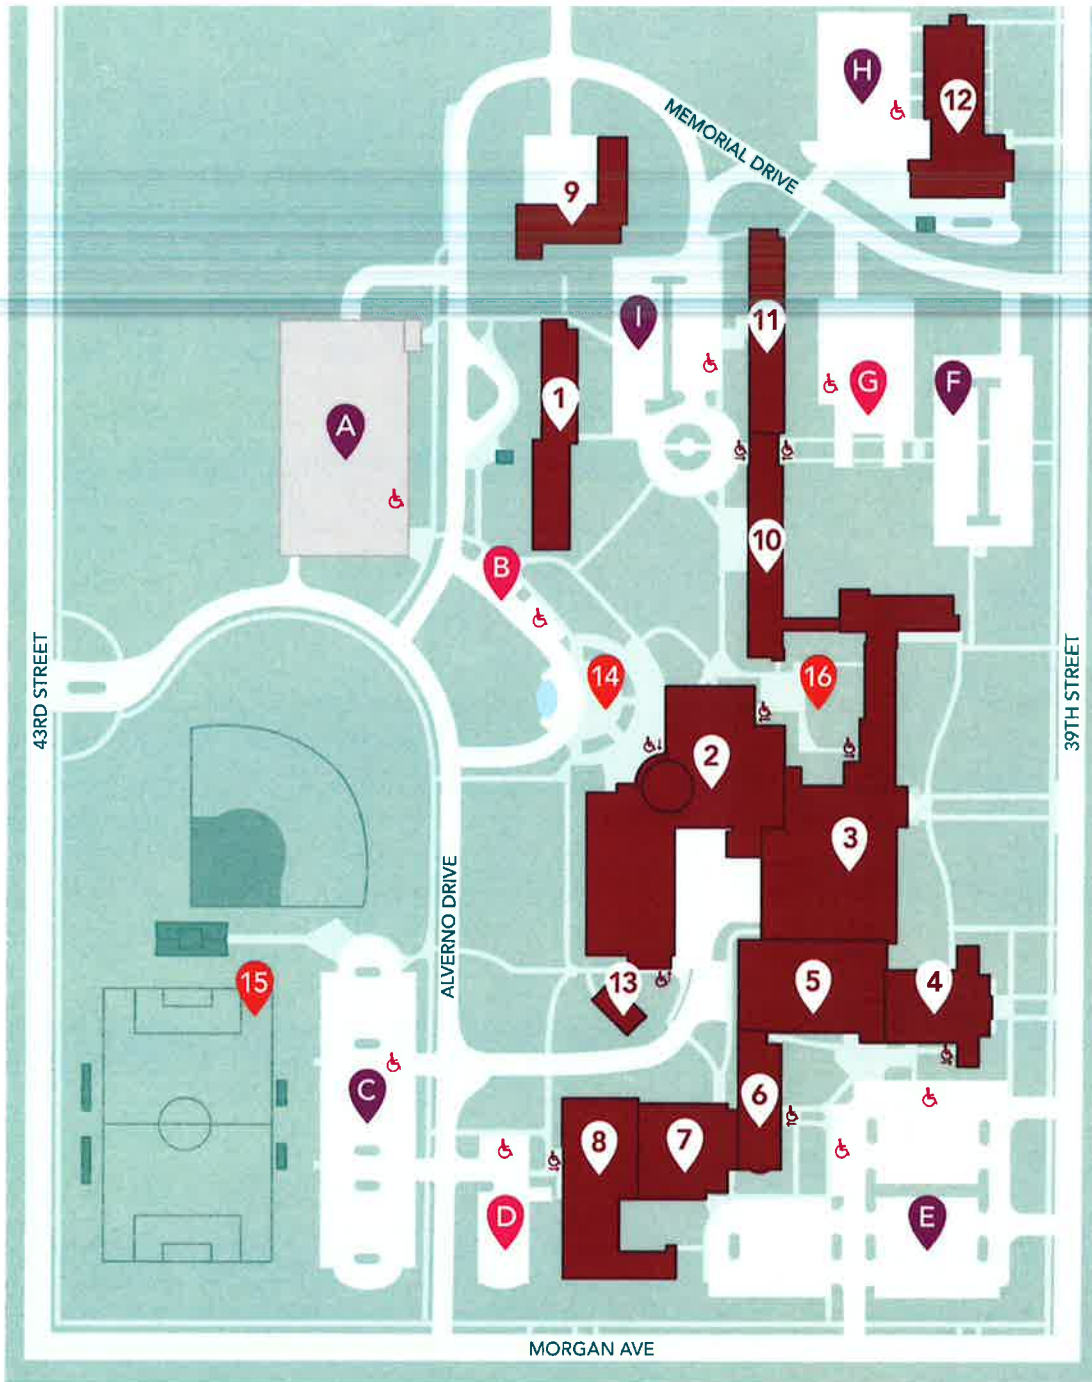 H
12
MEMORIAL DRIVE
9
I
11
1
G
F
A
10
B
43RD STREET
39TH STREET
14
16
2
3
ALVERNO DRIVE
15
13
5
4
C
6
8
7
D
E
MORGAN AVE